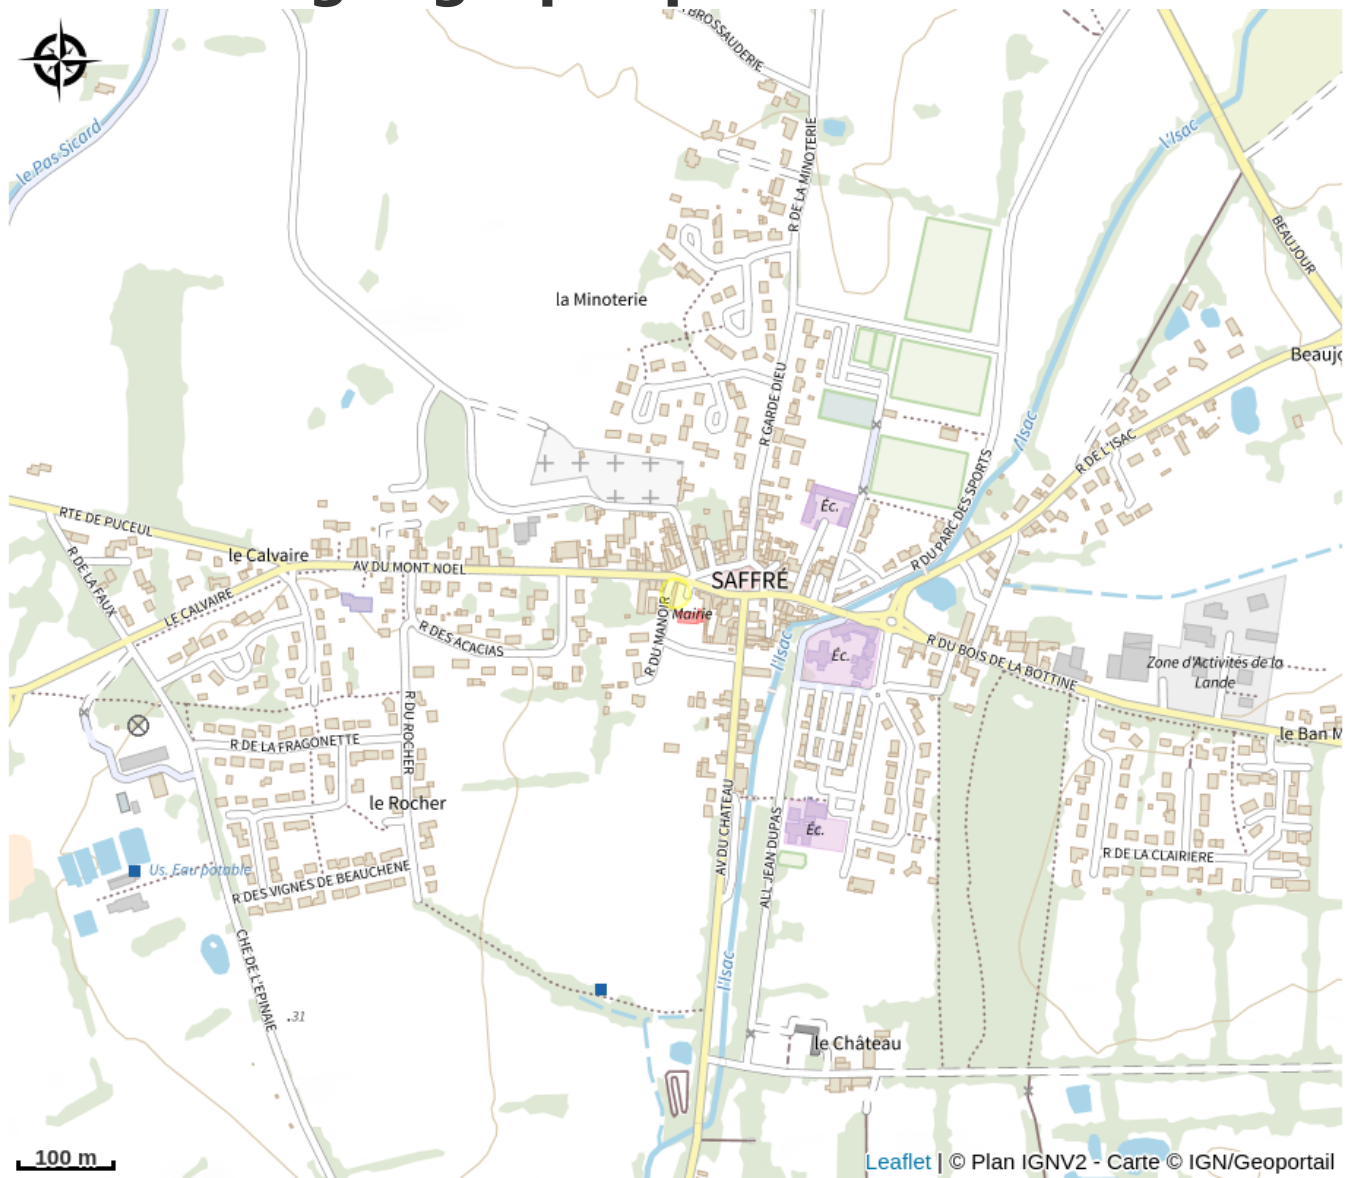 BROSSAUDERIE
le Pas Sicard
l'Isac
R DE LA MINOTERIE
BEAUJOUR
la Minoterie
Beaujo
R GARDE DIEU
l'Isac
R DE L'ISAC
R DU PARC DES SPORTS
Éc.
RTE DE PUCEUL
le Calvaire
AV DU MONT NOEL
R DE LA FAUX
LE CALVAIRE
SAFFRÉ
Mairie
R DU MANOIR
R DES ACACIAS
l'Isac
Éc.
R DU BOIS DE LA BOTTINE
Zone d'Activités de la
Lande
R DU ROCHER
R DE LA FRAGONETTE
le Ban M
le Rocher
AV DU CHATEAU
ALL JEAN DUPAS
Éc.
R DE LA CLAIRIERE
Us. Eau potable
R DES VIGNES DE BEAUCHENE
CHE DE L'EPINAIE
l'Isac
31
le Château
100 m
Leaflet | © Plan IGNV2 - Carte © IGN/Geoportail